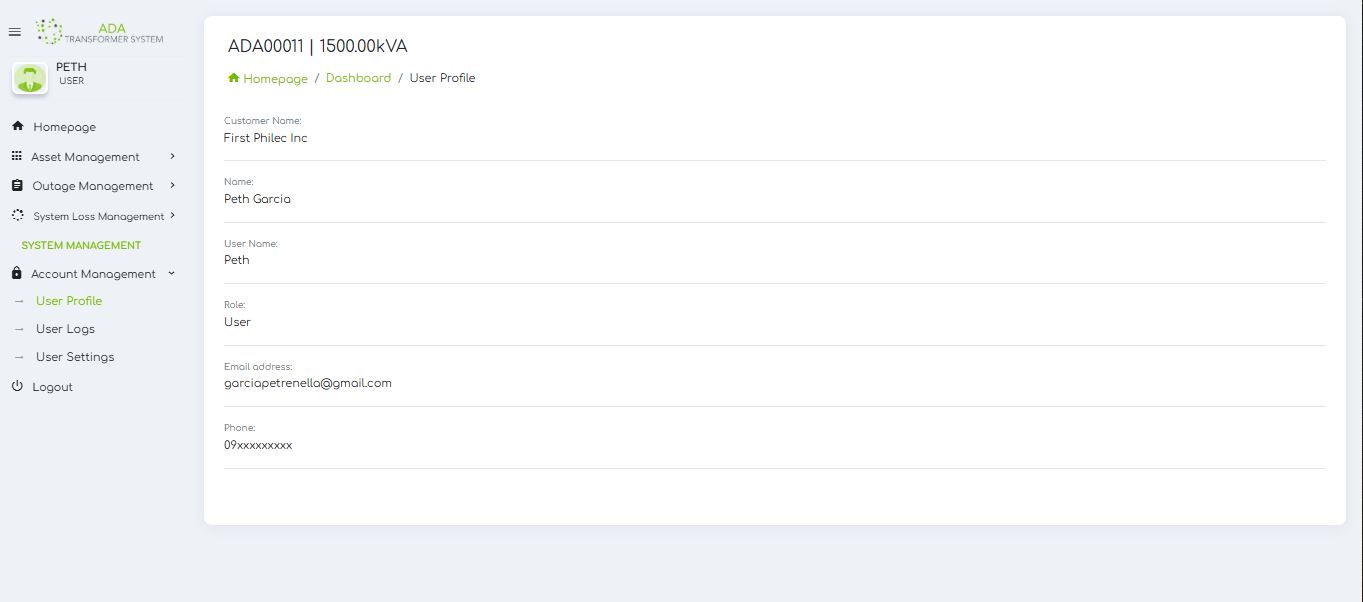 ADA
TRANSFORMER SYSTEM
PETH
USER
Homepage
Asset Management
Outage Management
System Loss Management
SYSTEM MANAGEMENT
Account Management
→ User Profile
→ User Logs
→ User Settings
Logout
ADA00011 | 1500.00kVA
Homepage / Dashboard / User Profile
Customer Name:
First Philec Inc
Name:
Peth Garcia
User Name:
Peth
Role:
User
Email address:
garciapetrenella@gmail.com
Phone:
09xxxxxxxxx